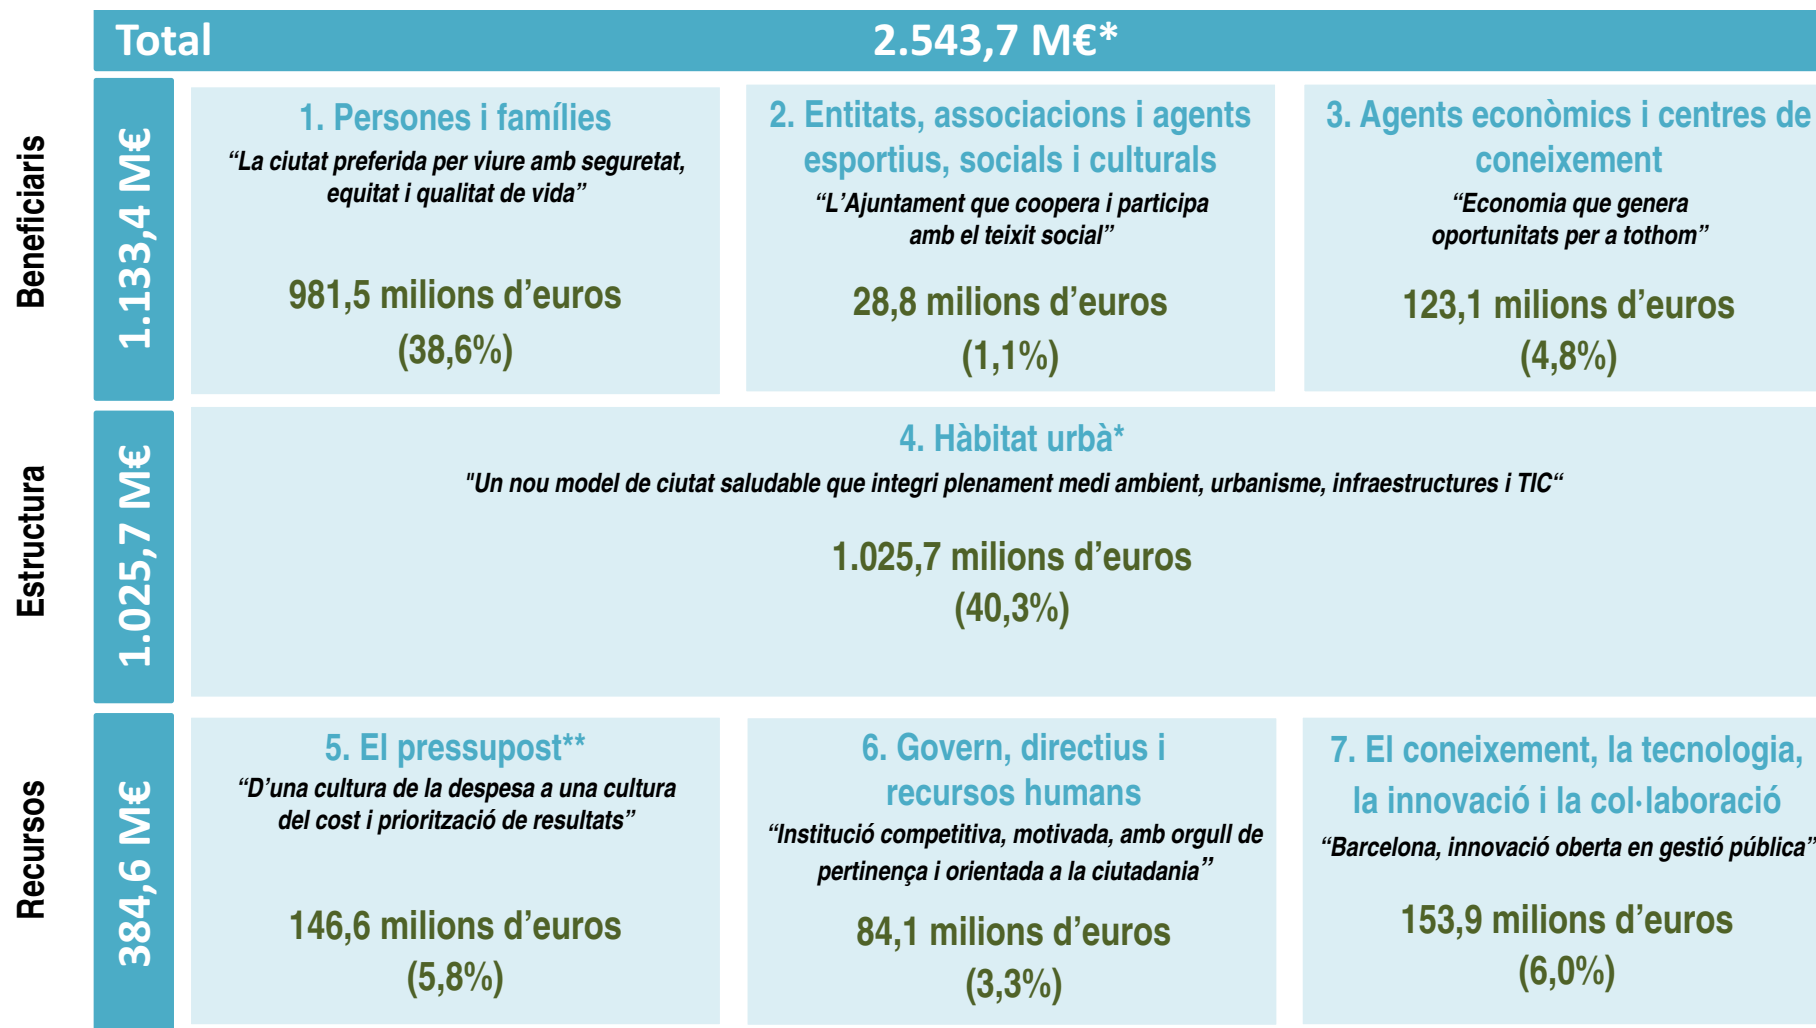 Total 2.543,7 M€*
Beneficiaris
1.133,4 M€
1. Persones i famílies
“La ciutat preferida per viure amb seguretat,
equitat i qualitat de vida”
981,5 milions d’euros
(38,6%)
2. Entitats, associacions i agents
esportius, socials i culturals
“L’Ajuntament que coopera i participa
amb el teixit social”
28,8 milions d’euros
(1,1%)
3. Agents econòmics i centres de
coneixement
“Economia que genera
oportunitats per a tothom”
123,1 milions d’euros
(4,8%)
Estructura
1.025,7 M€
4. Hàbitat urbà*
"Un nou model de ciutat saludable que integri plenament medi ambient, urbanisme, infraestructures i TIC“
1.025,7 milions d’euros
(40,3%)
Recursos
384,6 M€
5. El pressupost**
“D’una cultura de la despesa a una cultura
del cost i priorització de resultats”
146,6 milions d’euros
(5,8%)
6. Govern, directius i
recursos humans
“Institució competitiva, motivada, amb orgull de
pertinença i orientada a la ciutadania”
84,1 milions d’euros
(3,3%)
7. El coneixement, la tecnologia,
la innovació i la col·laboració
“Barcelona, innovació oberta en gestió pública”
153,9 milions d’euros
(6,0%)